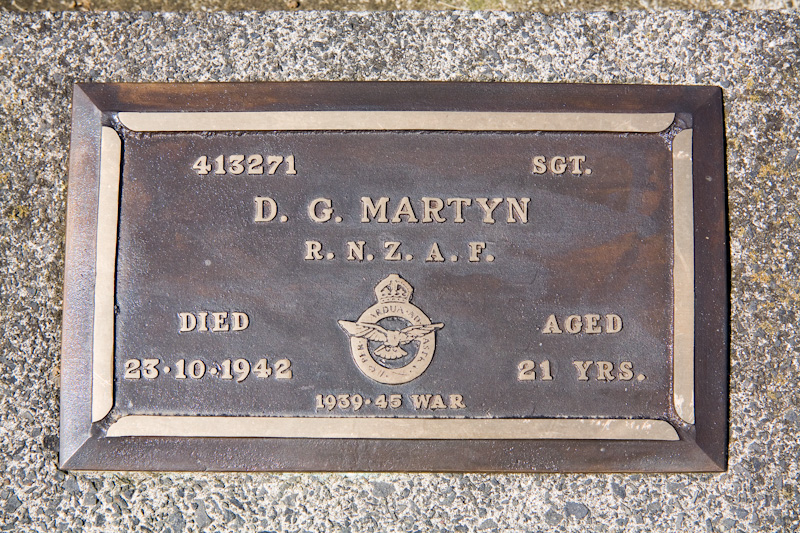 413271 SGT.
D. G. MARTYN
R. N. Z. A. F.
DIED AGED
23·10·1942 21 YRS.
1939·45 WAR